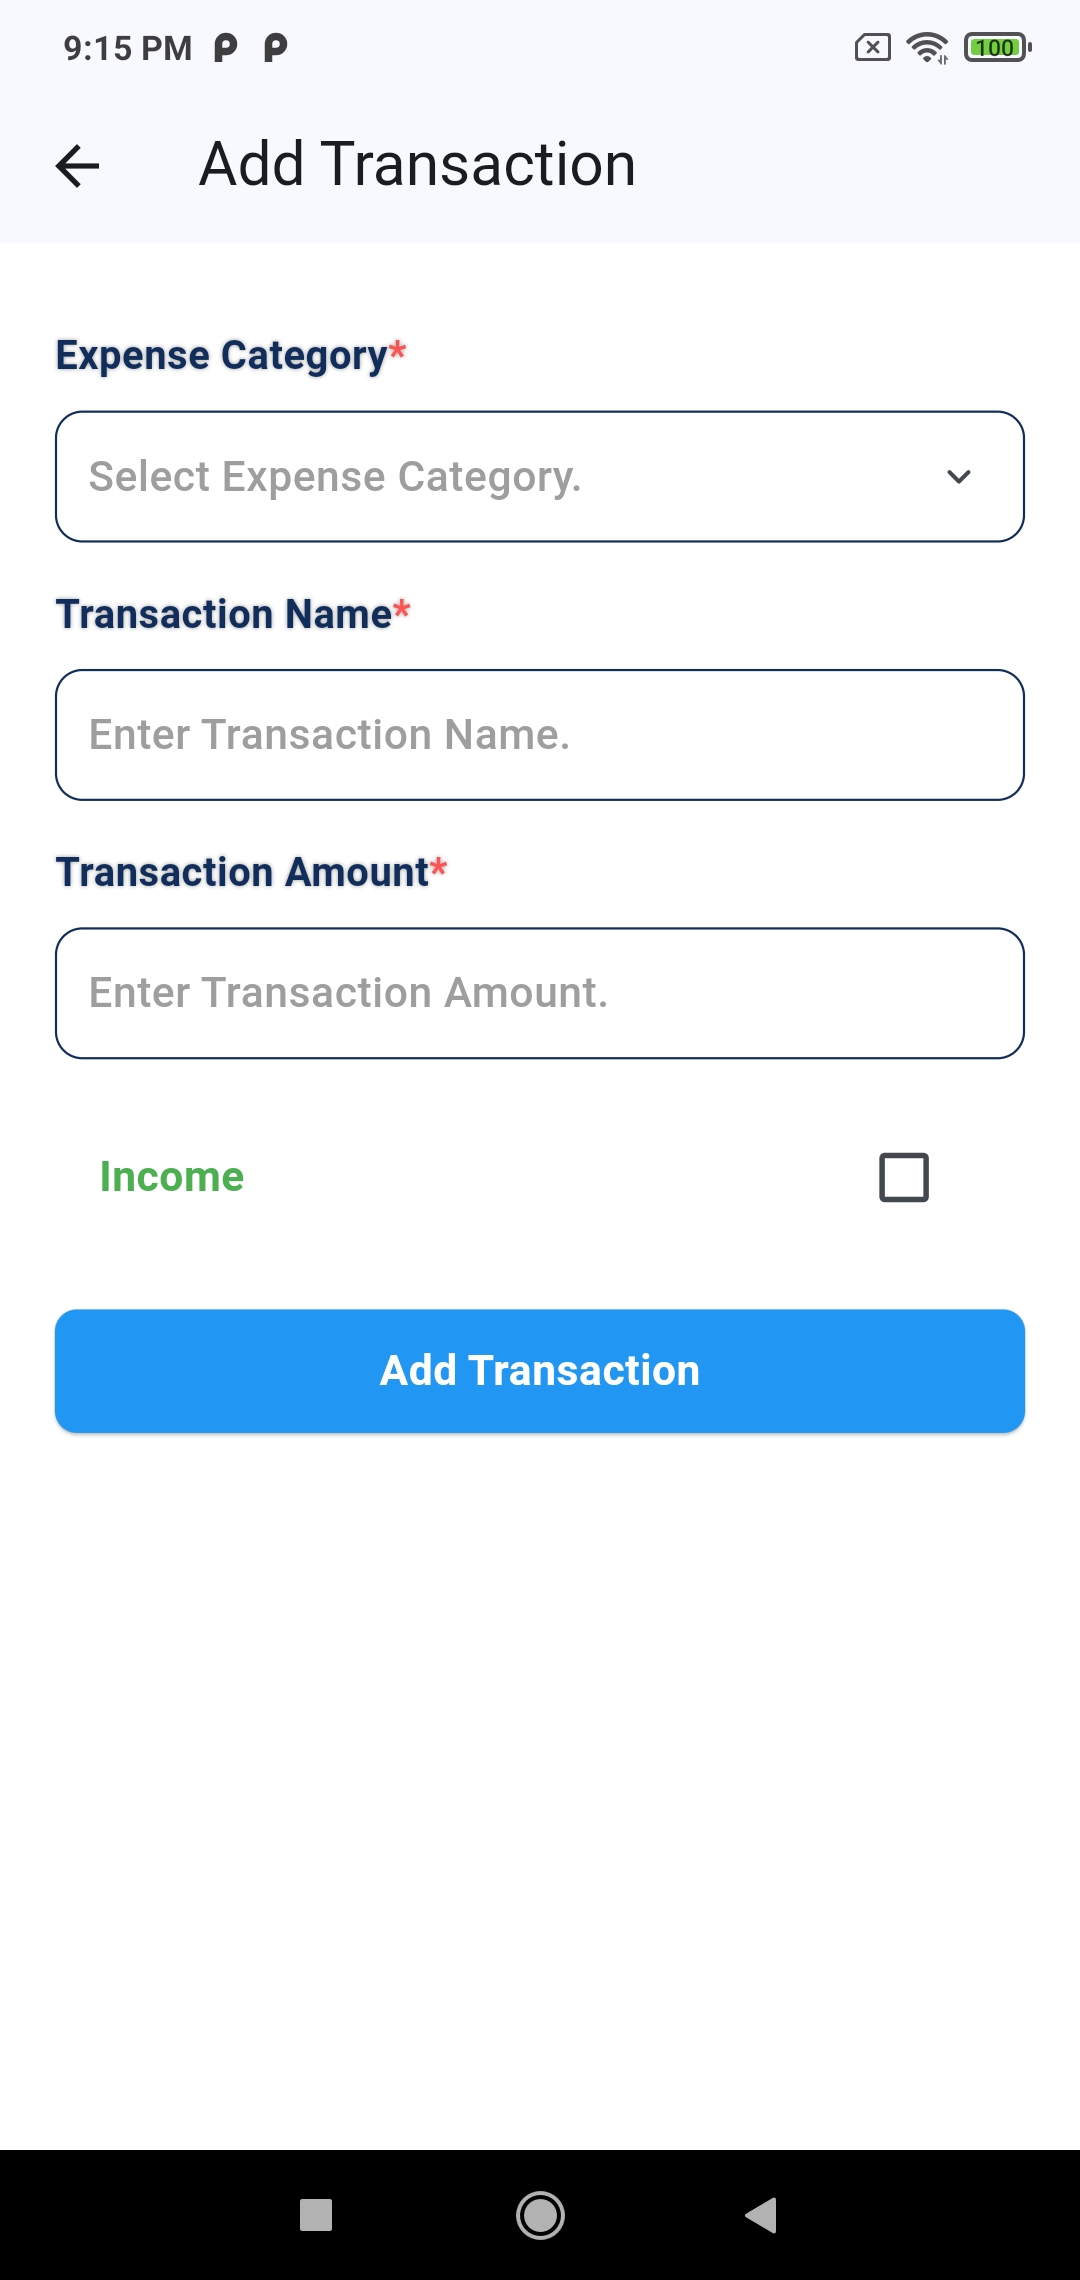 9:15 PM
100
Add Transaction
Expense Category*
Select Expense Category.
Transaction Name*
Enter Transaction Name.
Transaction Amount*
Enter Transaction Amount.
Income
Add Transaction